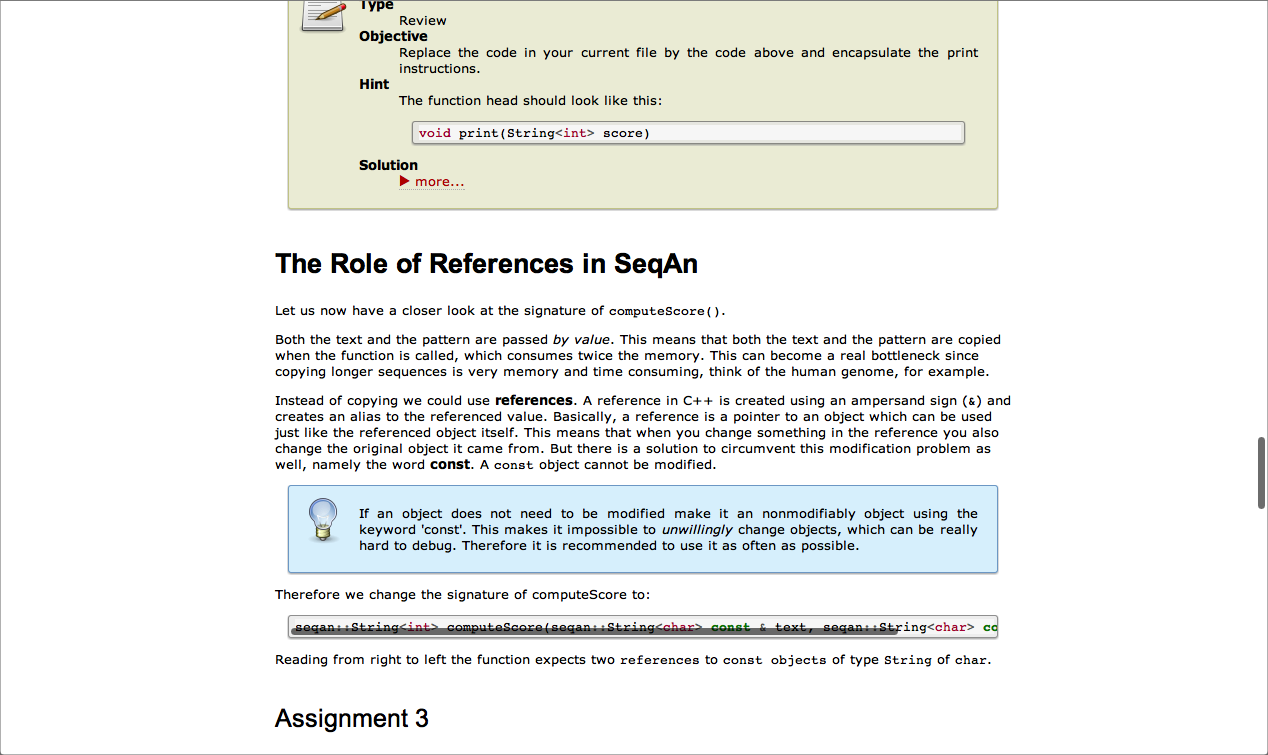 Type
Review
Objective
Replace the code in your current file by the code above and encapsulate the print
instructions.
Hint
The function head should look like this:
void print(String<int> score)
Solution
more...
The Role of References in SeqAn
Let us now have a closer look at the signature of computeScore().
Both the text and the pattern are passed by value. This means that both the text and the pattern are copied
when the function is called, which consumes twice the memory. This can become a real bottleneck since
copying longer sequences is very memory and time consuming, think of the human genome, for example.
Instead of copying we could use references. A reference in C++ is created using an ampersand sign (&) and
creates an alias to the referenced value. Basically, a reference is a pointer to an object which can be used
just like the referenced object itself. This means that when you change something in the reference you also
change the original object it came from. But there is a solution to circumvent this modification problem as
well, namely the word const. A const object cannot be modified.
If an object does not need to be modified make it an nonmodifiably object using the
keyword 'const'. This makes it impossible to unwillingly change objects, which can be really
hard to debug. Therefore it is recommended to use it as often as possible.
Therefore we change the signature of computeScore to:
seqan::String<int> computeScore(seqan::String<char> const & text, seqan::String<char> co
Reading from right to left the function expects two references to const objects of type String of char.
Assignment 3